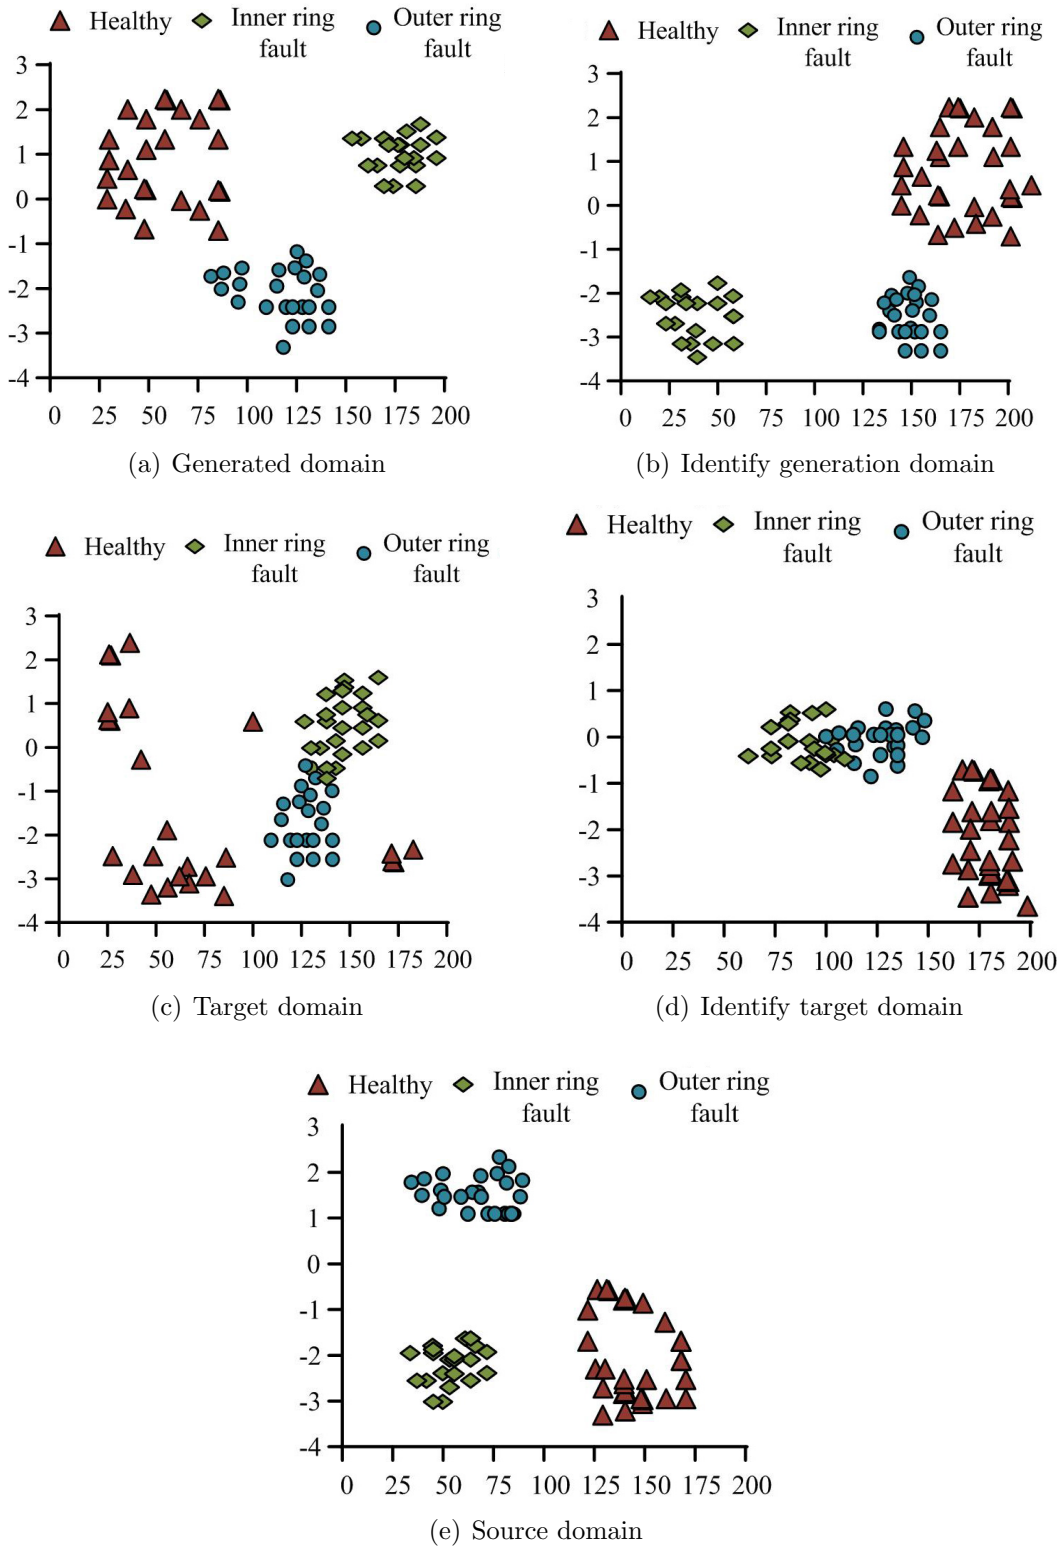 Healthy Inner ring fault Outer ring fault
3
2
1
0
-1
-2
-3
-4
0 25 50 75 100 125 150 175 200
(a) Generated domain
Healthy Inner ring fault Outer ring fault
3
2
1
0
-1
-2
-3
-4
0 25 50 75 100 125 150 175 200
(b) Identify generation domain
Healthy Inner ring fault Outer ring fault
3
2
1
0
-1
-2
-3
-4
0 25 50 75 100 125 150 175 200
(c) Target domain
Healthy Inner ring fault Outer ring fault
3
2
1
0
-1
-2
-3
-4
0 25 50 75 100 125 150 175 200
(d) Identify target domain
Healthy Inner ring fault Outer ring fault
3
2
1
0
-1
-2
-3
-4
0 25 50 75 100 125 150 175 200
(e) Source domain